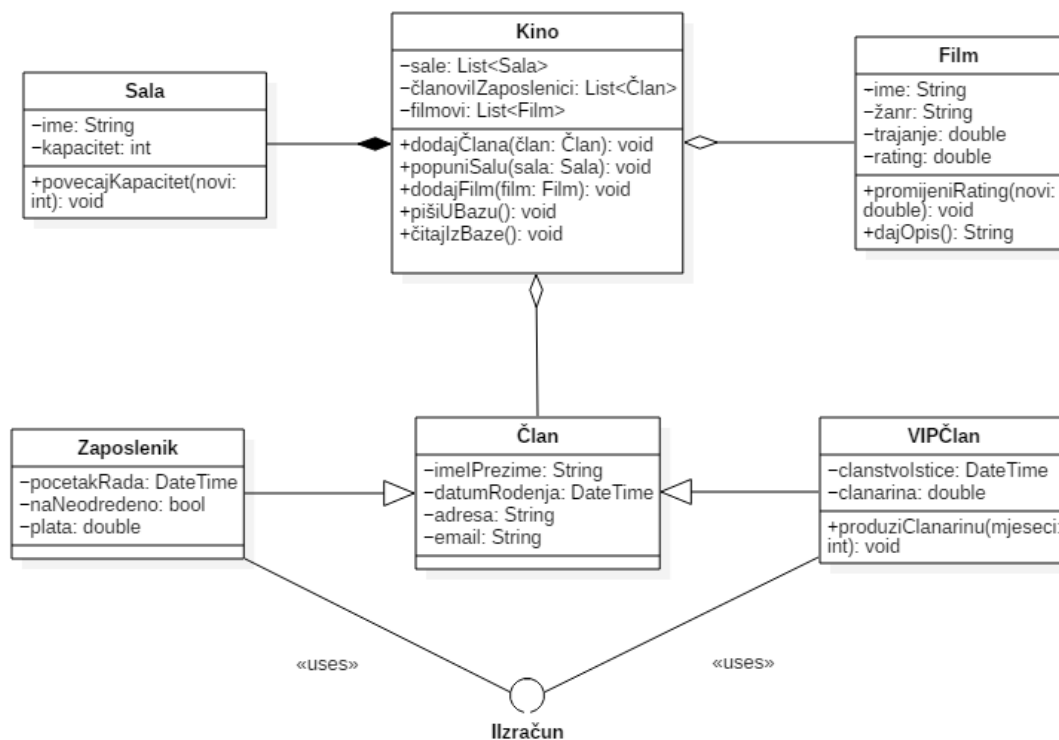 Kino
−sale: List<Sala>
−članoviIZaposlenici: List<Član>
−filmovi: List<Film>
+dodajČlana(član: Član): void
+popuniSalu(sala: Sala): void
+dodajFilm(film: Film): void
+pišiUBazu(): void
+čitajIzBaze(): void
Sala
−ime: String
−kapacitet: int
+povecajKapacitet(novi:
int): void
Film
−ime: String
−žanr: String
−trajanje: double
−rating: double
+promijeniRating(novi:
double): void
+dajOpis(): String
Zaposlenik
−pocetakRada: DateTime
−naNeodredeno: bool
−plata: double
Član
−imeIPrezime: String
−datumRodenja: DateTime
−adresa: String
−email: String
VIPČlan
−clanstvoIstice: DateTime
−clanarina: double
+produziClanarinu(mjeseci:
int): void
«uses»
«uses»
IIzračun